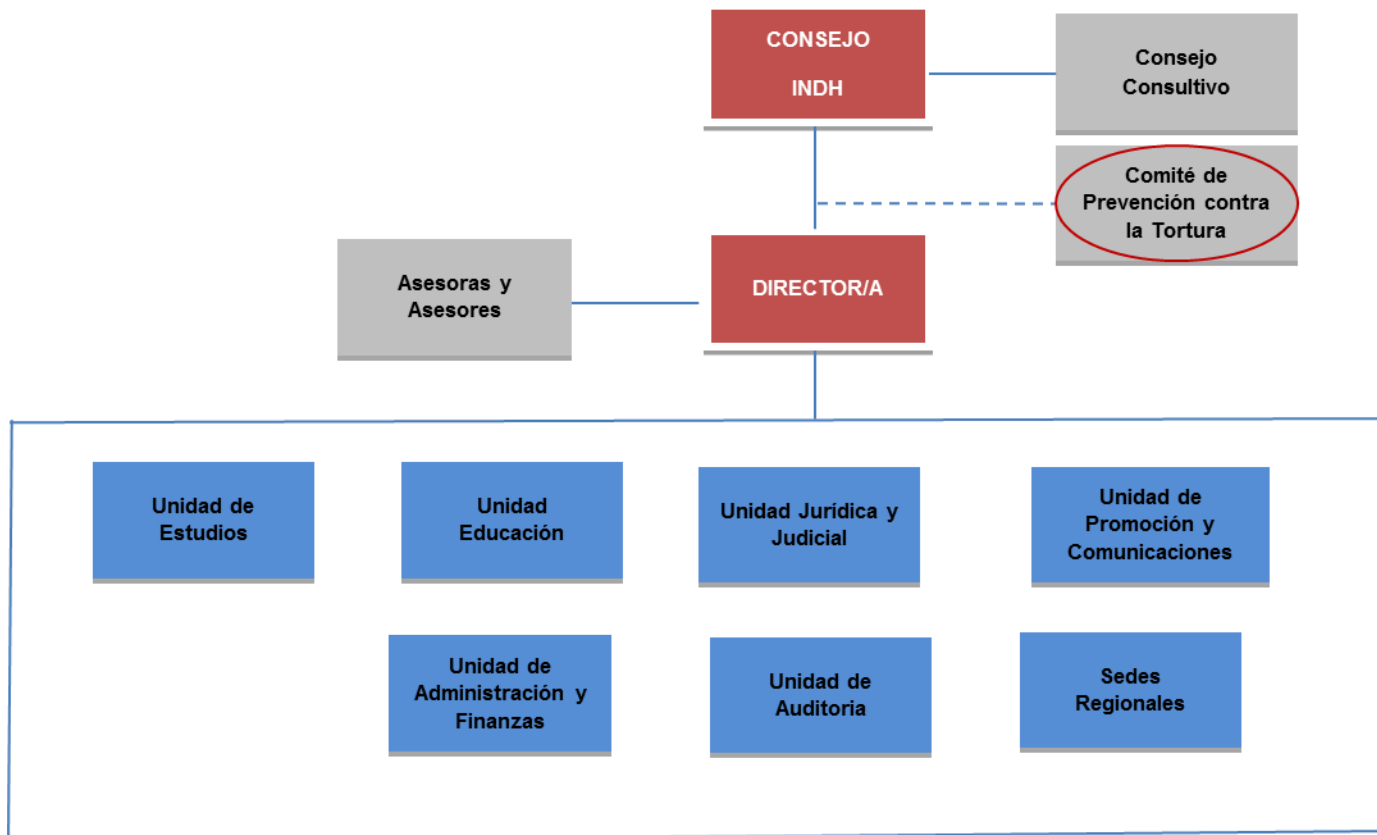 CONSEJO
INDH
Consejo
Consultivo
Comité de
Prevención contra
la Tortura
Asesoras y
Asesores
DIRECTOR/A
Unidad de
Estudios
Unidad
Educación
Unidad Jurídica y
Judicial
Unidad de
Promoción y
Comunicaciones
Unidad de
Administración y
Finanzas
Unidad de
Auditoria
Sedes
Regionales